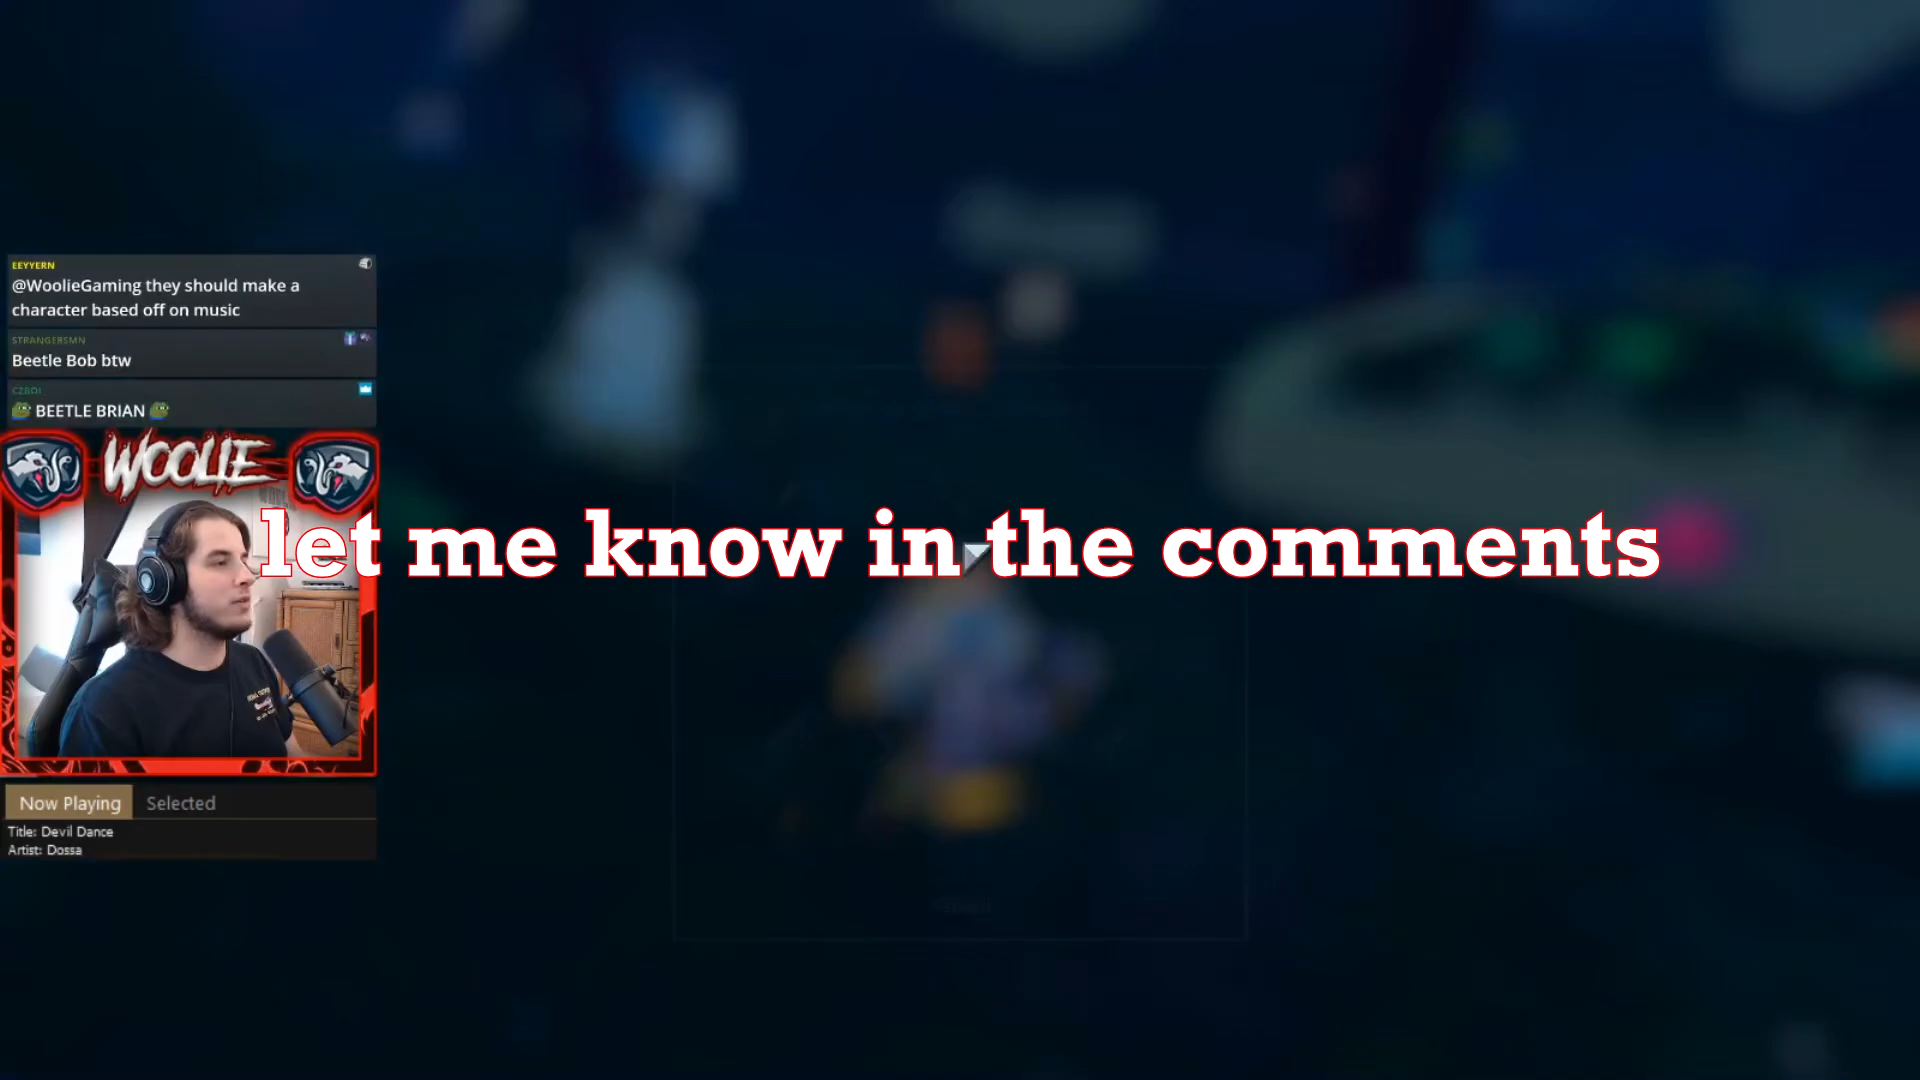 EEYYERN
@WoolieGaming they should make a
character based off on music
STRANGERSMN
Beetle Bob btw
CZBOI
BEETLE BRIAN
WOOLIE
let me know in the comments
Now Playing Selected
Title: Devil Dance
Artist: Dossa